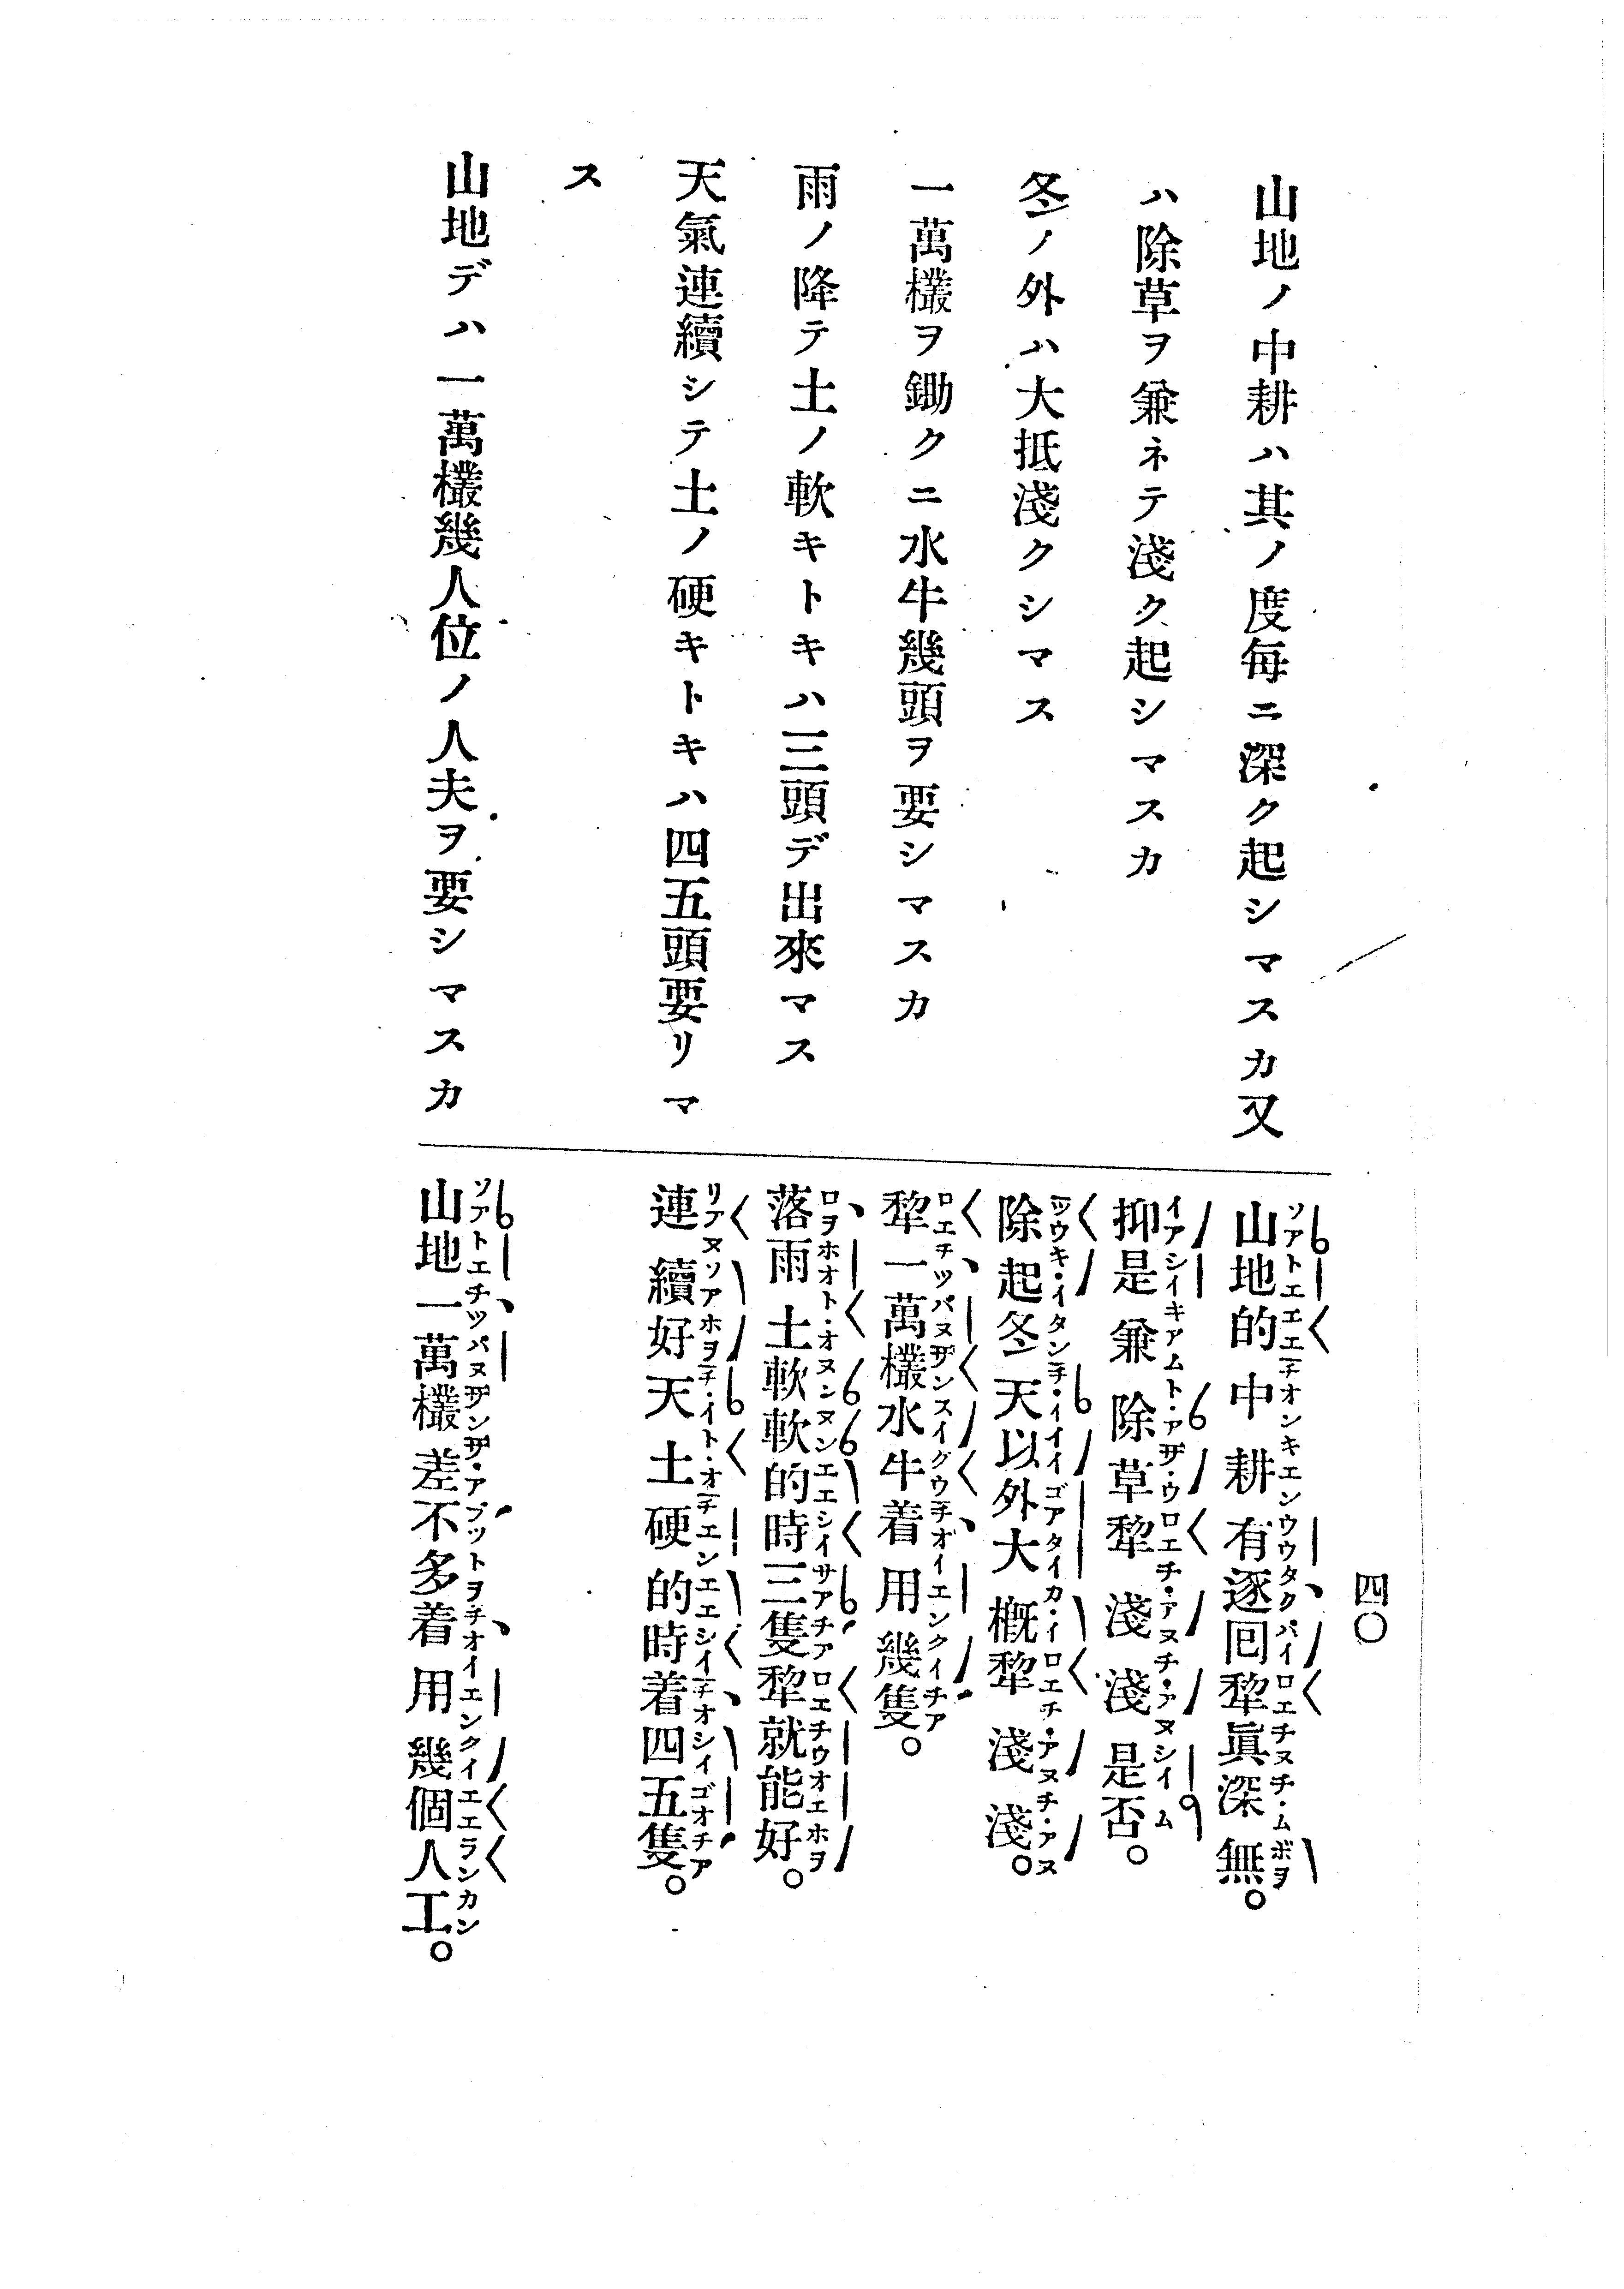 四〇
山地ノ中耕ハ其ノ度毎ニ深ク起シマスカ又
ハ除草ヲ兼ネテ淺ク起シマスカ
冬ノ外ハ大抵淺クシマス
一萬欉ヲ鋤クニ水牛幾頭ヲ要シマスカ
雨ノ降テ土ノ軟キトキハ三頭デ出來マス
天氣連續シテ土ノ硬キトキハ四五頭要リマ
ス
山地デハ一萬欉幾人位ノ人夫ヲ要シマスカ
山地的中耕有逐回犂眞深無。
抑是兼除草犂淺淺是否。
除起冬天以外大概犂淺淺。
犂一萬欉水牛着用幾隻。
落雨土軟軟的時三隻犂就能好。
連續好天土硬的時着四五隻。
山地一萬欉差不多着用幾個人工。